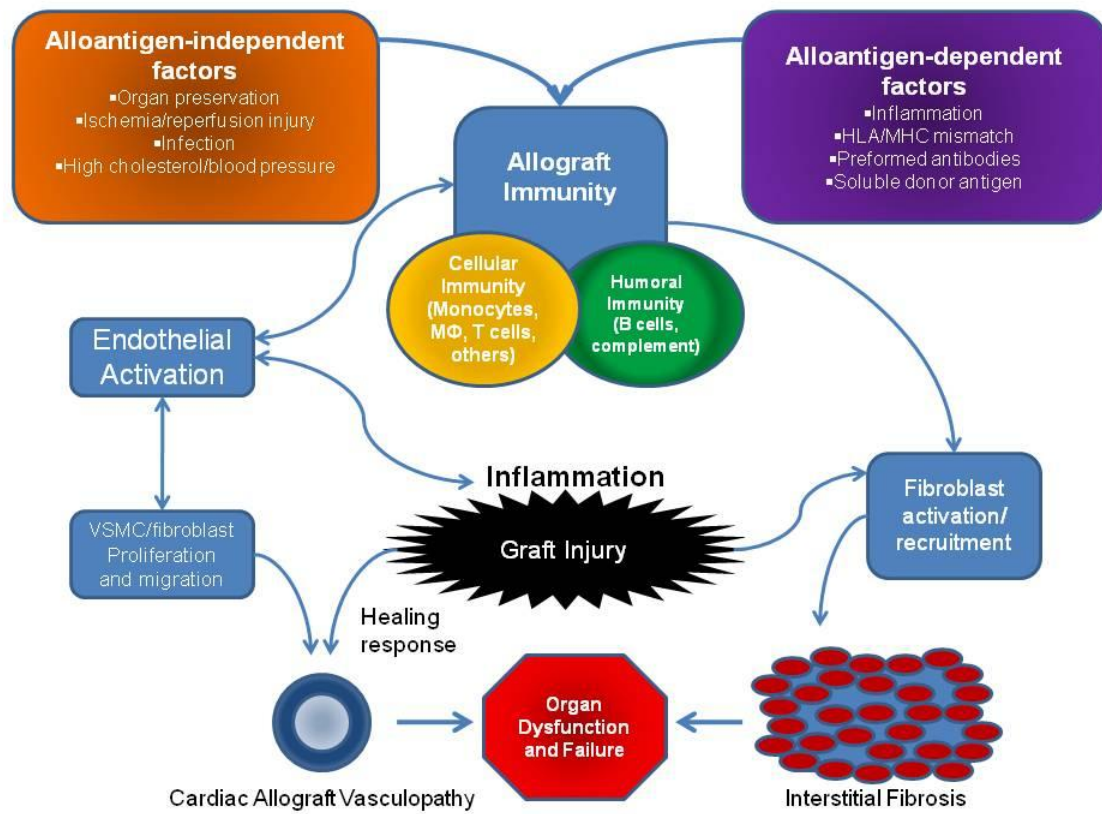 Alloantigen-independent
factors
▪Organ preservation
▪Ischemia/reperfusion injury
▪Infection
▪High cholesterol/blood pressure
Alloantigen-dependent
factors
▪Inflammation
▪HLA/MHC mismatch
▪Preformed antibodies
▪Soluble donor antigen
Allograft
Immunity
Cellular
Immunity
(Monocytes,
MΦ, T cells,
others)
Humoral
Immunity
(B cells,
complement)
Endothelial
Activation
Inflammation
Graft Injury
Fibroblast
activation/
recruitment
VSMC/fibroblast
Proliferation
and migration
Healing
response
Organ
Dysfunction
and Failure
Cardiac Allograft Vasculopathy
Interstitial Fibrosis